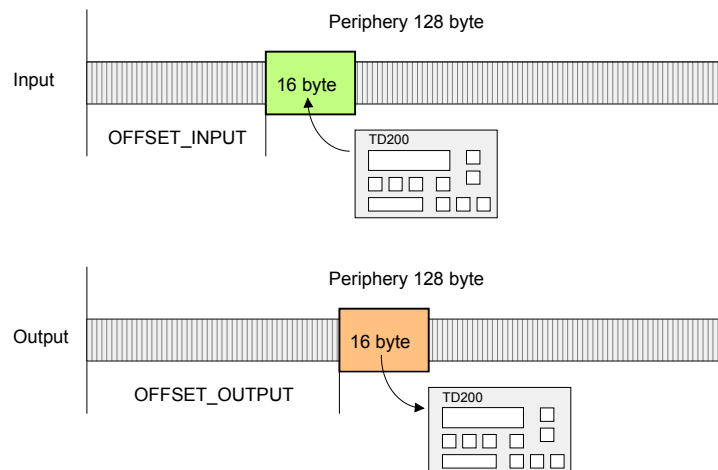 Periphery 128 byte
Input
16 byte
OFFSET_INPUT
TD200
Periphery 128 byte
Output
16 byte
OFFSET_OUTPUT
TD200